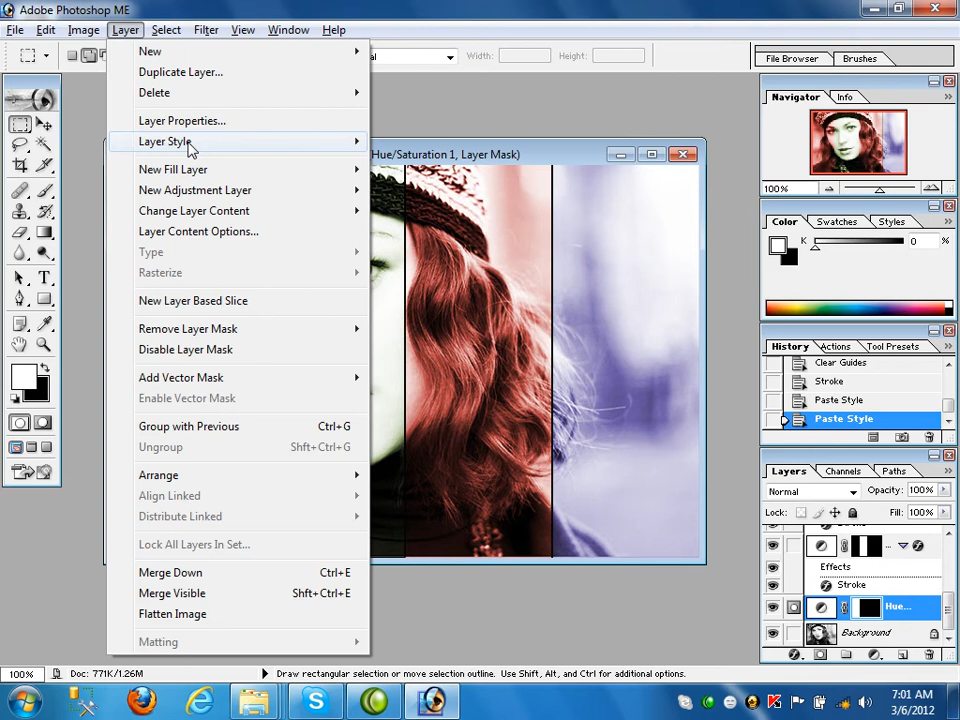 Adobe Photoshop ME
File Edit Image Layer Select Filter View Window Help
Width: Height: File Browser Brushes
New
Duplicate Layer...
Delete
Layer Properties...
Layer Style
New Fill Layer
New Adjustment Layer
Change Layer Content
Layer Content Options...
Type
Rasterize
New Layer Based Slice
Remove Layer Mask
Disable Layer Mask
Add Vector Mask
Enable Vector Mask
Group with Previous Ctrl+G
Ungroup Shft+Ctrl+G
Arrange
Align Linked
Distribute Linked
Lock All Layers In Set...
Merge Down Ctrl+E
Merge Visible Shft+Ctrl+E
Flatten Image
Matting
Hue/Saturation 1, Layer Mask)
Navigator Info
100%
Color Swatches Styles
K 0 %
History Actions Tool Presets
Clear Guides
Stroke
Paste Style
Paste Style
Layers Channels Paths
Normal Opacity: 100%
Lock: Fill: 100%
...
Effects
Stroke
Hue...
Background
100% Doc: 771K/1.26M Draw rectangular selection or move selection outline. Use Shift, Alt, and Ctrl for additional options.
7:01 AM
3/6/2012